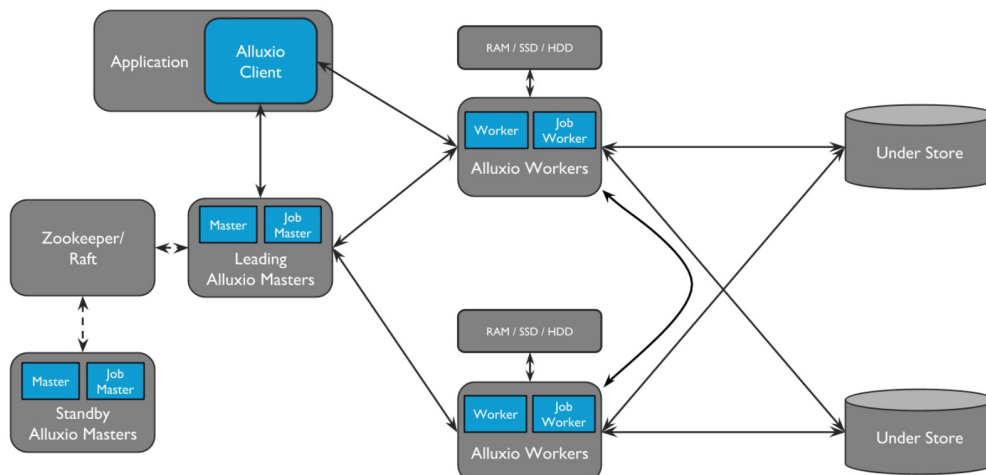 Application
Alluxio
Client
RAM / SSD / HDD
Worker
Job
Worker
Alluxio Workers
Under Store
Zookeeper/
Raft
Master
Job
Master
Leading
Alluxio Masters
RAM / SSD / HDD
Master
Job
Master
Standby
Alluxio Masters
Worker
Job
Worker
Alluxio Workers
Under Store